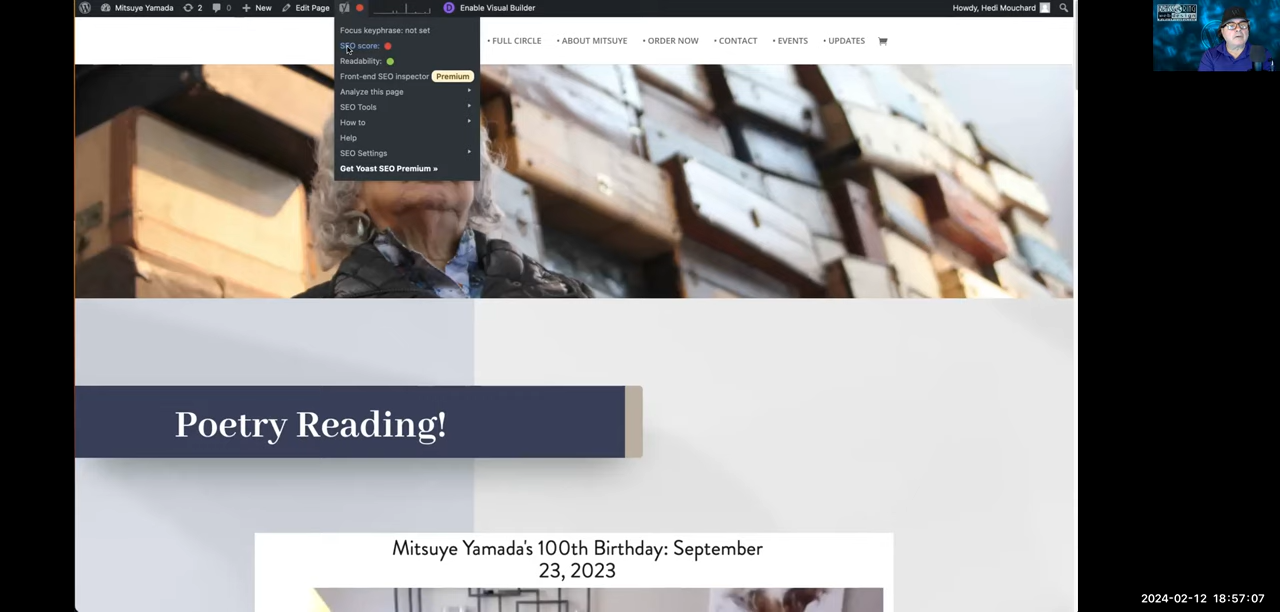 Mitsuye Yamada 2 0 New Edit Page Enable Visual Builder Howdy, Hedi Mouchard
Focus keyphrase: not set
SEO score:
Readability:
Front-end SEO inspector Premium
Analyze this page
SEO Tools
How to
Help
SEO Settings
Get Yoast SEO Premium »
• FULL CIRCLE • ABOUT MITSUYE • ORDER NOW • CONTACT • EVENTS • UPDATES
Poetry Reading!
Mitsuye Yamada's 100th Birthday: September
23, 2023
2024-02-12 18:57:07